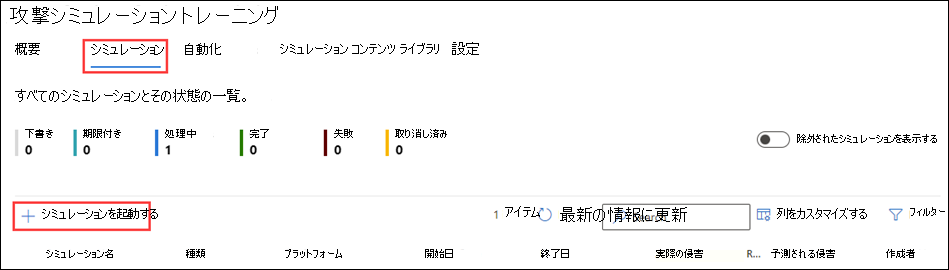 攻撃シミュレーショントレーニング
概要 シミュレーション 自動化 シミュレーション コンテンツ ライブラリ 設定
すべてのシミュレーションとその状態の一覧。
下書き 期限付き 処理中 完了 失敗 取り消し済み
0 0 1 0 0 0
除外されたシミュレーションを表示する
シミュレーションを起動する 1 アイテム 最新の情報に更新 列をカスタマイズする フィルター
シミュレーション名 種類 プラットフォーム 開始日 終了日 実際の侵害 R... 予測される侵害 作成者